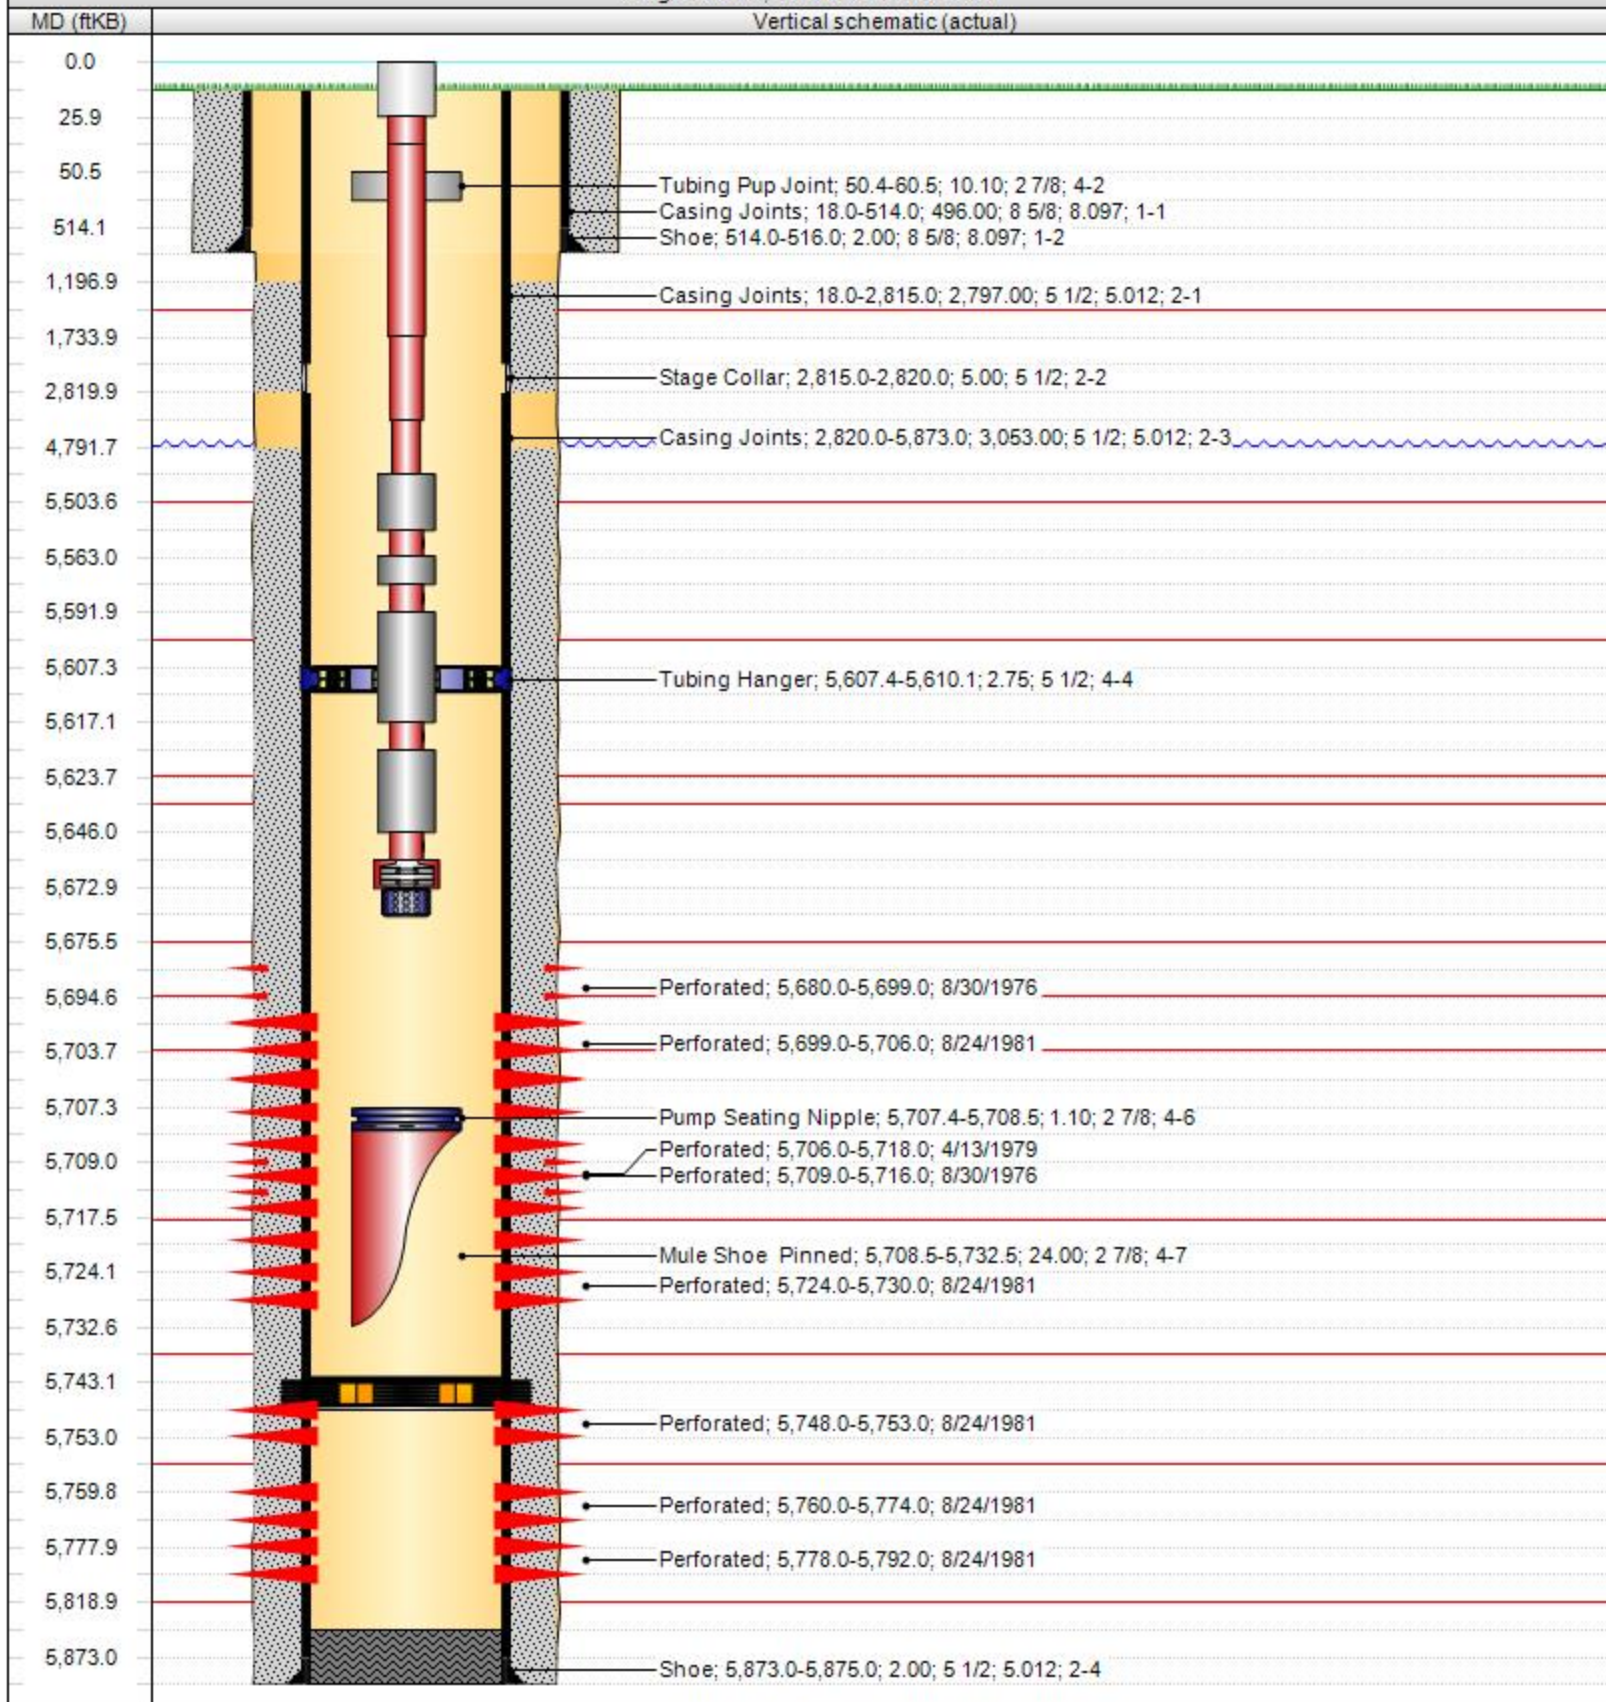 MD (ftKB)
Vertical schematic (actual)
0.0
25.9
50.5
Tubing Pup Joint; 50.4-60.5; 10.10; 2 7/8; 4-2
Casing Joints; 18.0-514.0; 496.00; 8 5/8; 8.097; 1-1
514.1
Shoe; 514.0-516.0; 2.00; 8 5/8; 8.097; 1-2
1,196.9
Casing Joints; 18.0-2,815.0; 2,797.00; 5 1/2; 5.012; 2-1
1,733.9
Stage Collar; 2,815.0-2,820.0; 5.00; 5 1/2; 2-2
2,819.9
Casing Joints; 2,820.0-5,873.0; 3,053.00; 5 1/2; 5.012; 2-3
4,791.7
5,503.6
5,563.0
5,591.9
5,607.3
Tubing Hanger; 5,607.4-5,610.1; 2.75; 5 1/2; 4-4
5,617.1
5,623.7
5,646.0
5,672.9
5,675.5
Perforated; 5,680.0-5,699.0; 8/30/1976
5,694.6
Perforated; 5,699.0-5,706.0; 8/24/1981
5,703.7
5,707.3
Pump Seating Nipple; 5,707.4-5,708.5; 1.10; 2 7/8; 4-6
Perforated; 5,706.0-5,718.0; 4/13/1979
5,709.0
Perforated; 5,709.0-5,716.0; 8/30/1976
5,717.5
Mule Shoe  Pinned; 5,708.5-5,732.5; 24.00; 2 7/8; 4-7
5,724.1
Perforated; 5,724.0-5,730.0; 8/24/1981
5,732.6
5,743.1
Perforated; 5,748.0-5,753.0; 8/24/1981
5,753.0
5,759.8
Perforated; 5,760.0-5,774.0; 8/24/1981
5,777.9
Perforated; 5,778.0-5,792.0; 8/24/1981
5,818.9
5,873.0
Shoe; 5,873.0-5,875.0; 2.00; 5 1/2; 5.012; 2-4